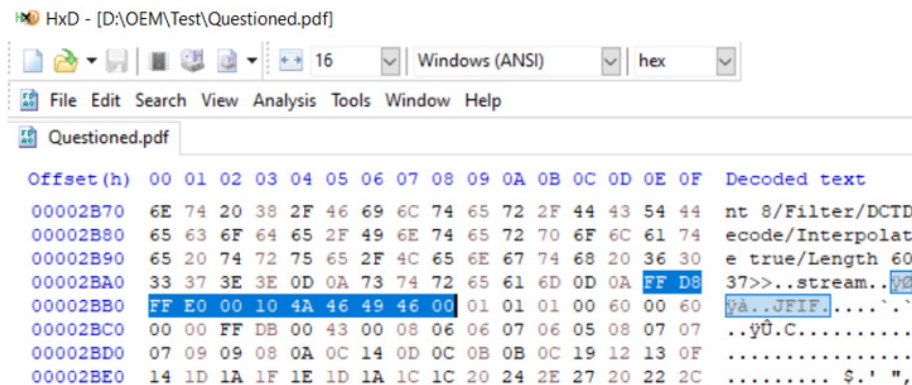 HxD - [D:\OEM\Test\Questioned.pdf]
16 Windows (ANSI) hex
File Edit Search View Analysis Tools Window Help
Questioned.pdf
Offset(h) 00 01 02 03 04 05 06 07 08 09 0A 0B 0C 0D 0E 0F Decoded text
00002B70 6E 74 20 38 2F 46 69 6C 74 65 72 2F 44 43 54 44 nt 8/Filter/DCTD
00002B80 65 63 6F 64 65 2F 49 6E 74 65 72 70 6F 6C 61 74 ecode/Interpolat
00002B90 65 20 74 72 75 65 2F 4C 65 6E 67 74 68 20 36 30 e true/Length 60
00002BA0 33 37 3E 3E 0D 0A 73 74 72 65 61 6D 0D 0A FF D8 37>>..stream..ÿØ
00002BB0 FF E0 00 10 4A 46 49 46 00 01 01 01 00 60 00 60 ÿà..JFIF.....`.`
00002BC0 00 00 FF DB 00 43 00 08 06 06 07 06 05 08 07 07 ..ÿÛ.C..........
00002BD0 07 09 09 08 0A 0C 14 0D 0C 0B 0B 0C 19 12 13 0F ................
00002BE0 14 1D 1A 1F 1E 1D 1A 1C 1C 20 24 2E 27 20 22 2C ......... $.' ",